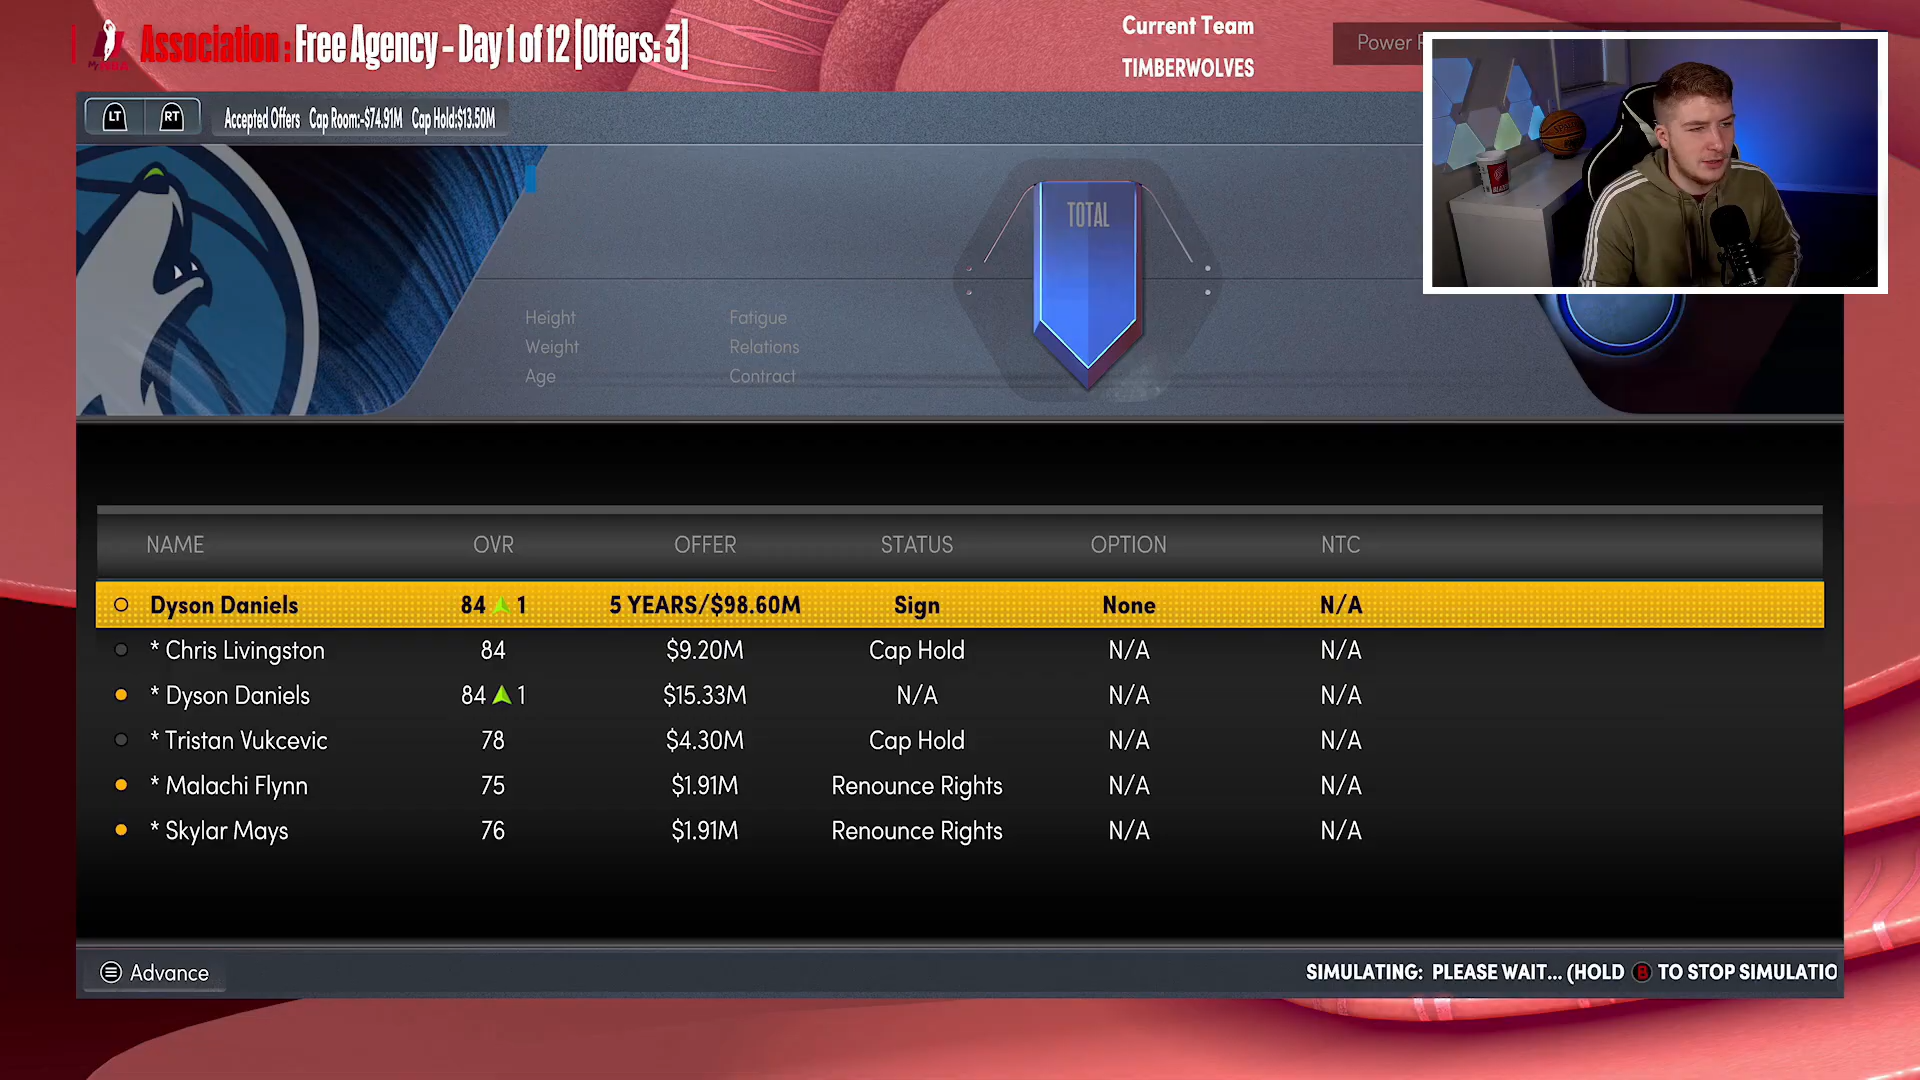 Association : Free Agency - Day 1 of 12 [Offers: 3]
Current Team
TIMBERWOLVES
Power
LT RT Accepted Offers Cap Room:-$74.91M Cap Hold:$13.50M
TOTAL
Height Fatigue
Weight Relations
Age Contract
NAME OVR OFFER STATUS OPTION NTC
Dyson Daniels 84 1 5 YEARS/$98.60M Sign None N/A
* Chris Livingston 84 $9.20M Cap Hold N/A N/A
* Dyson Daniels 84 1 $15.33M N/A N/A N/A
* Tristan Vukcevic 78 $4.30M Cap Hold N/A N/A
* Malachi Flynn 75 $1.91M Renounce Rights N/A N/A
* Skylar Mays 76 $1.91M Renounce Rights N/A N/A
Advance
SIMULATING: PLEASE WAIT... (HOLD B TO STOP SIMULATIO